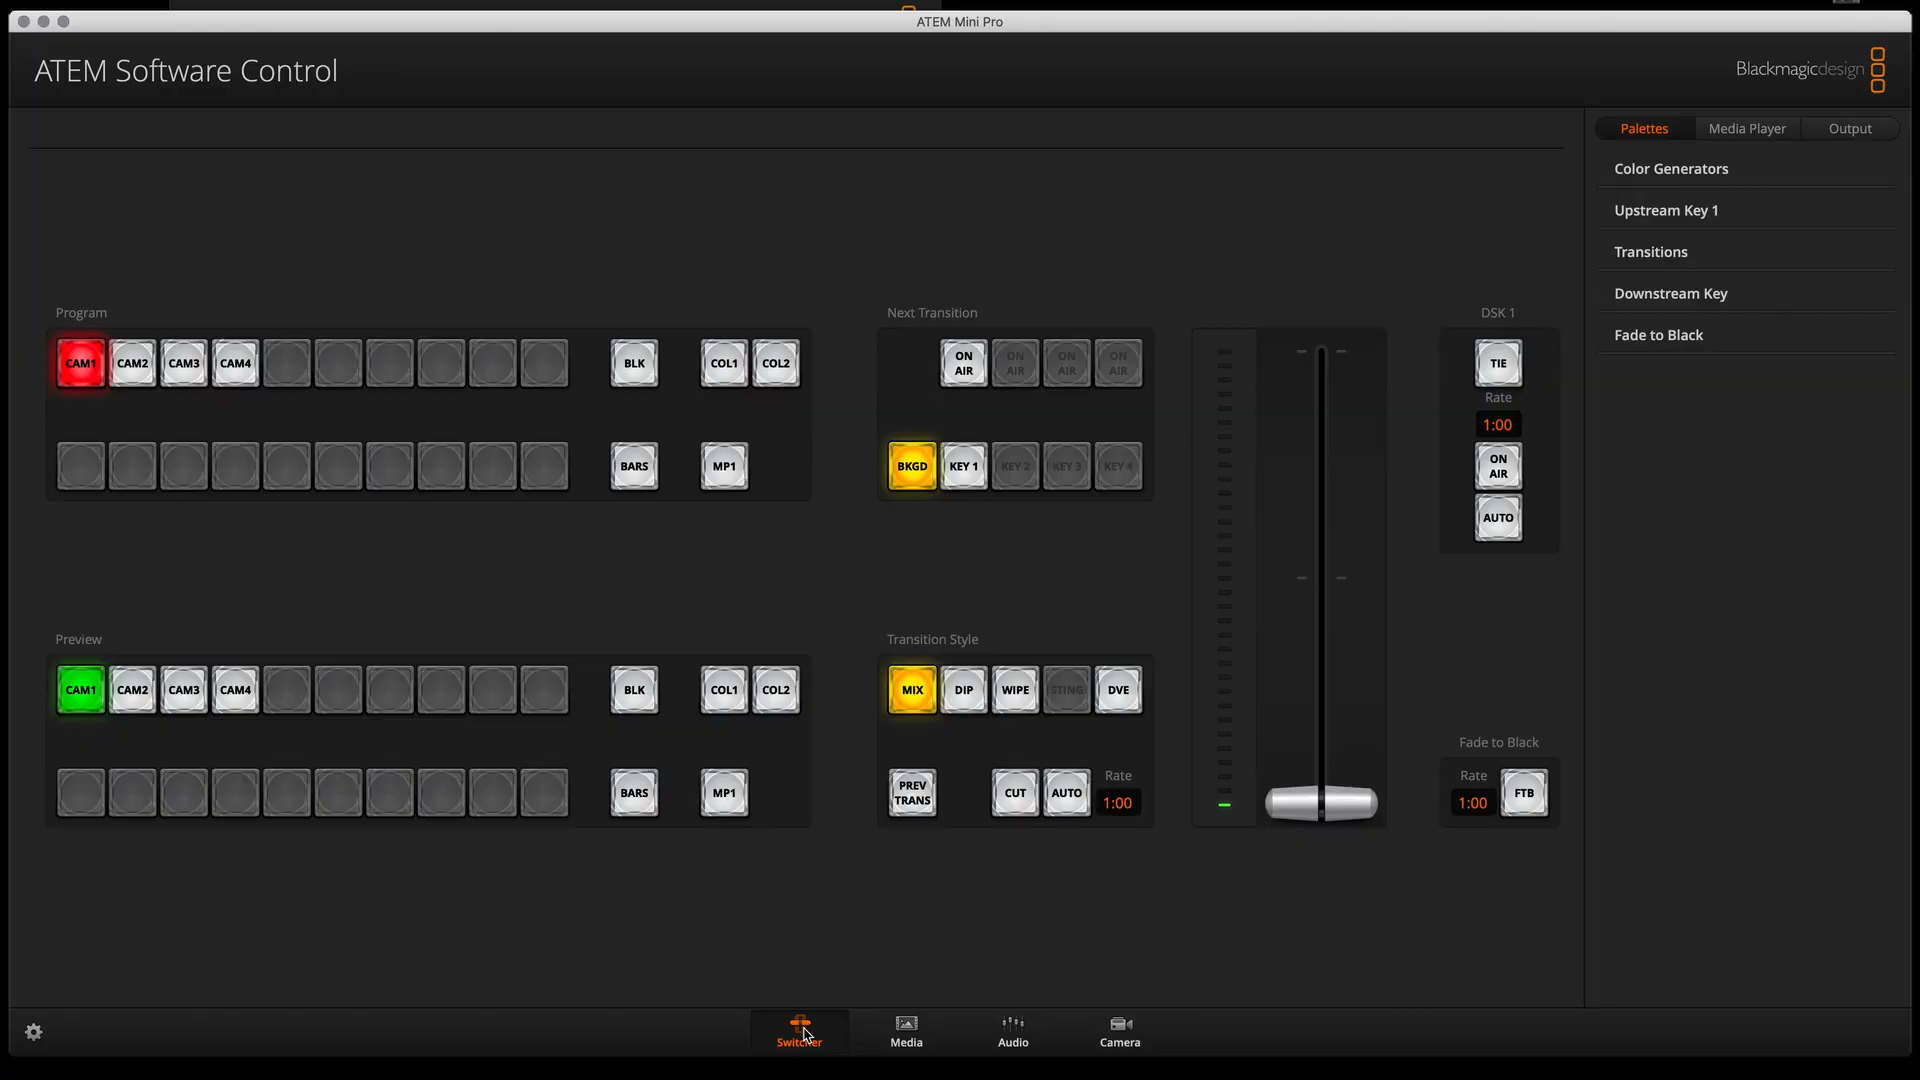 ATEM Mini Pro
ATEM Software Control
Blackmagicdesign
Palettes
Media Player
Output
Color Generators
Upstream Key 1
Transitions
Downstream Key
Fade to Black
Program
CAM1 CAM2 CAM3 CAM4 BLK COL1 COL2
BARS MP1
Next Transition
ON AIR ON AIR ON AIR ON AIR
BKGD KEY 1 KEY 2 KEY 3 KEY 4
DSK 1
TIE
Rate
1:00
ON AIR
AUTO
Preview
CAM1 CAM2 CAM3 CAM4 BLK COL1 COL2
BARS MP1
Transition Style
MIX DIP WIPE STING DVE
PREV TRANS CUT AUTO
Rate
1:00
Fade to Black
Rate
1:00
FTB
Switcher
Media
Audio
Camera